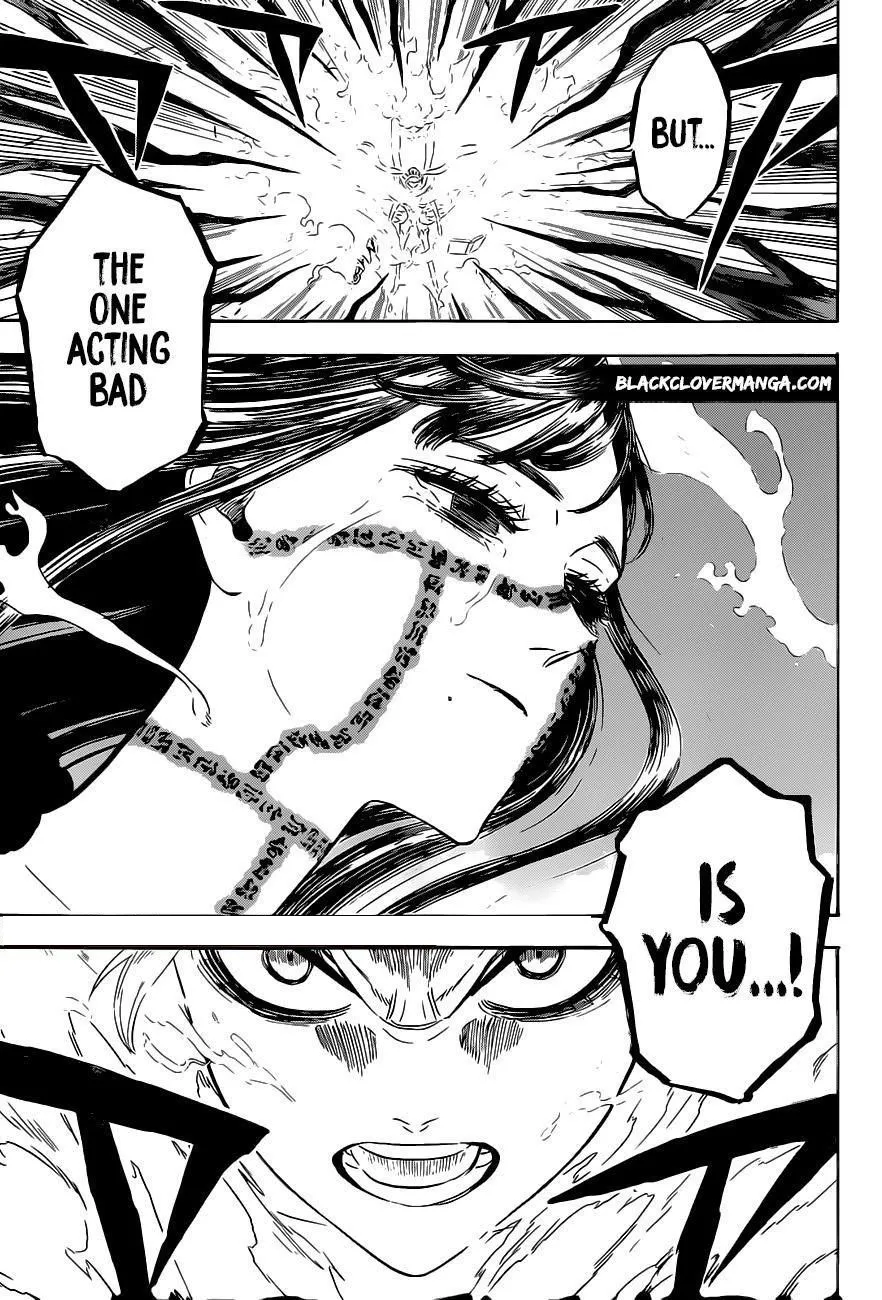 BUT...
THE
ONE
ACTING
BAD
BLACKCLOVERMANGA.COM
IS
YOU...!